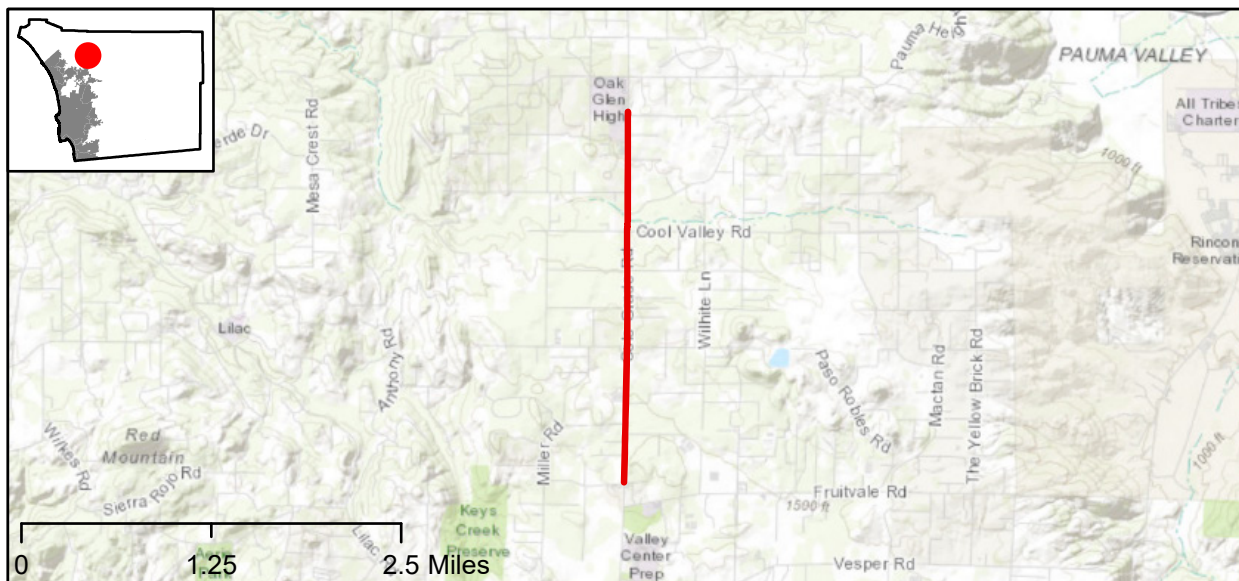 PAUMA VALLEY
Pauma Heigh
Oak
Glen
High
All Tribes
Charter
Mesa Crest Rd
erde Dr
1000 ft
Cool Valley Rd
Rincon
Reservati
Wilhite Ln
Lilac
Anthony Rd
Paso Robles Rd
Mactan Rd
The Yellow Brick Rd
Miller Rd
Red
Mountain
Wilkes Rd
Sierra Rojo Rd
1000 ft
Fruitvale Rd
1500 ft
Keys
Creek
Preserve
Lilac
Valley
Center
Prep
Vesper Rd
0 1.25 2.5 Miles